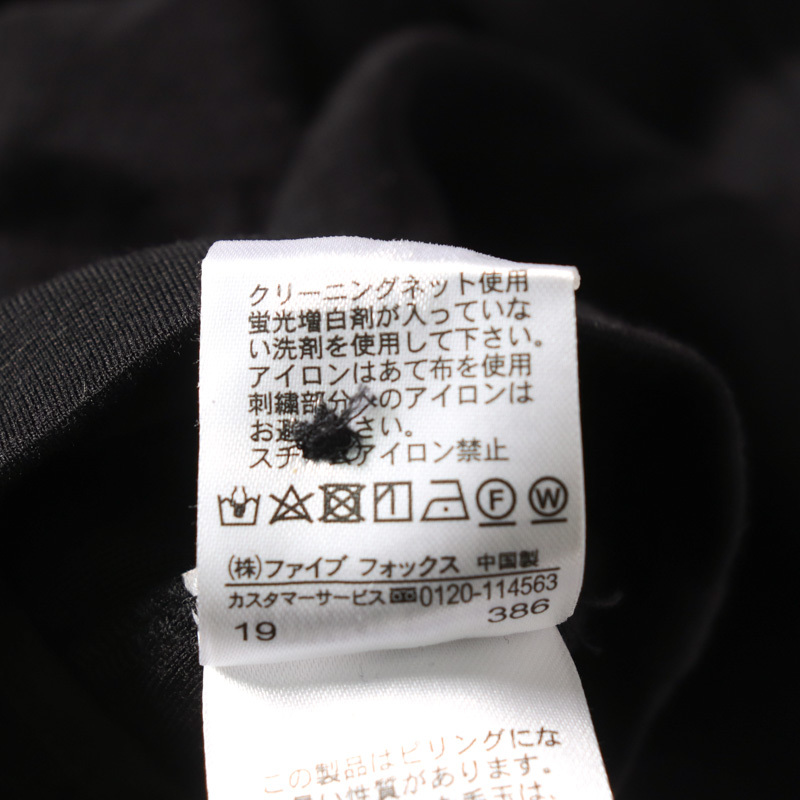 クリーニングネット使用
蛍光増白剤が入っていな
い洗剤を使用して下さい。
アイロンはあて布を使用
刺繍部分へのアイロンは
お避 さい。
スチ アイロン禁止
F W
(株)ファイブ フォックス 中国製
カスタマーサービス 0120-114563
19 386
この製品はピリングにな
い性質があります。
毛玉は、